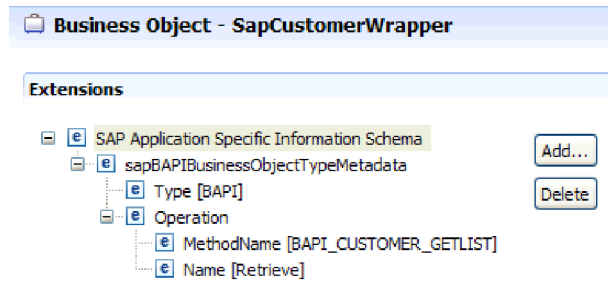 Business Object - SapCustomerWrapper
Extensions
SAP Application Specific Information Schema
Add...
sapBAPIBusinessObjectTypeMetadata
Type [BAPI]
Delete
Operation
MethodName [BAPI_CUSTOMER_GETLIST]
Name [Retrieve]